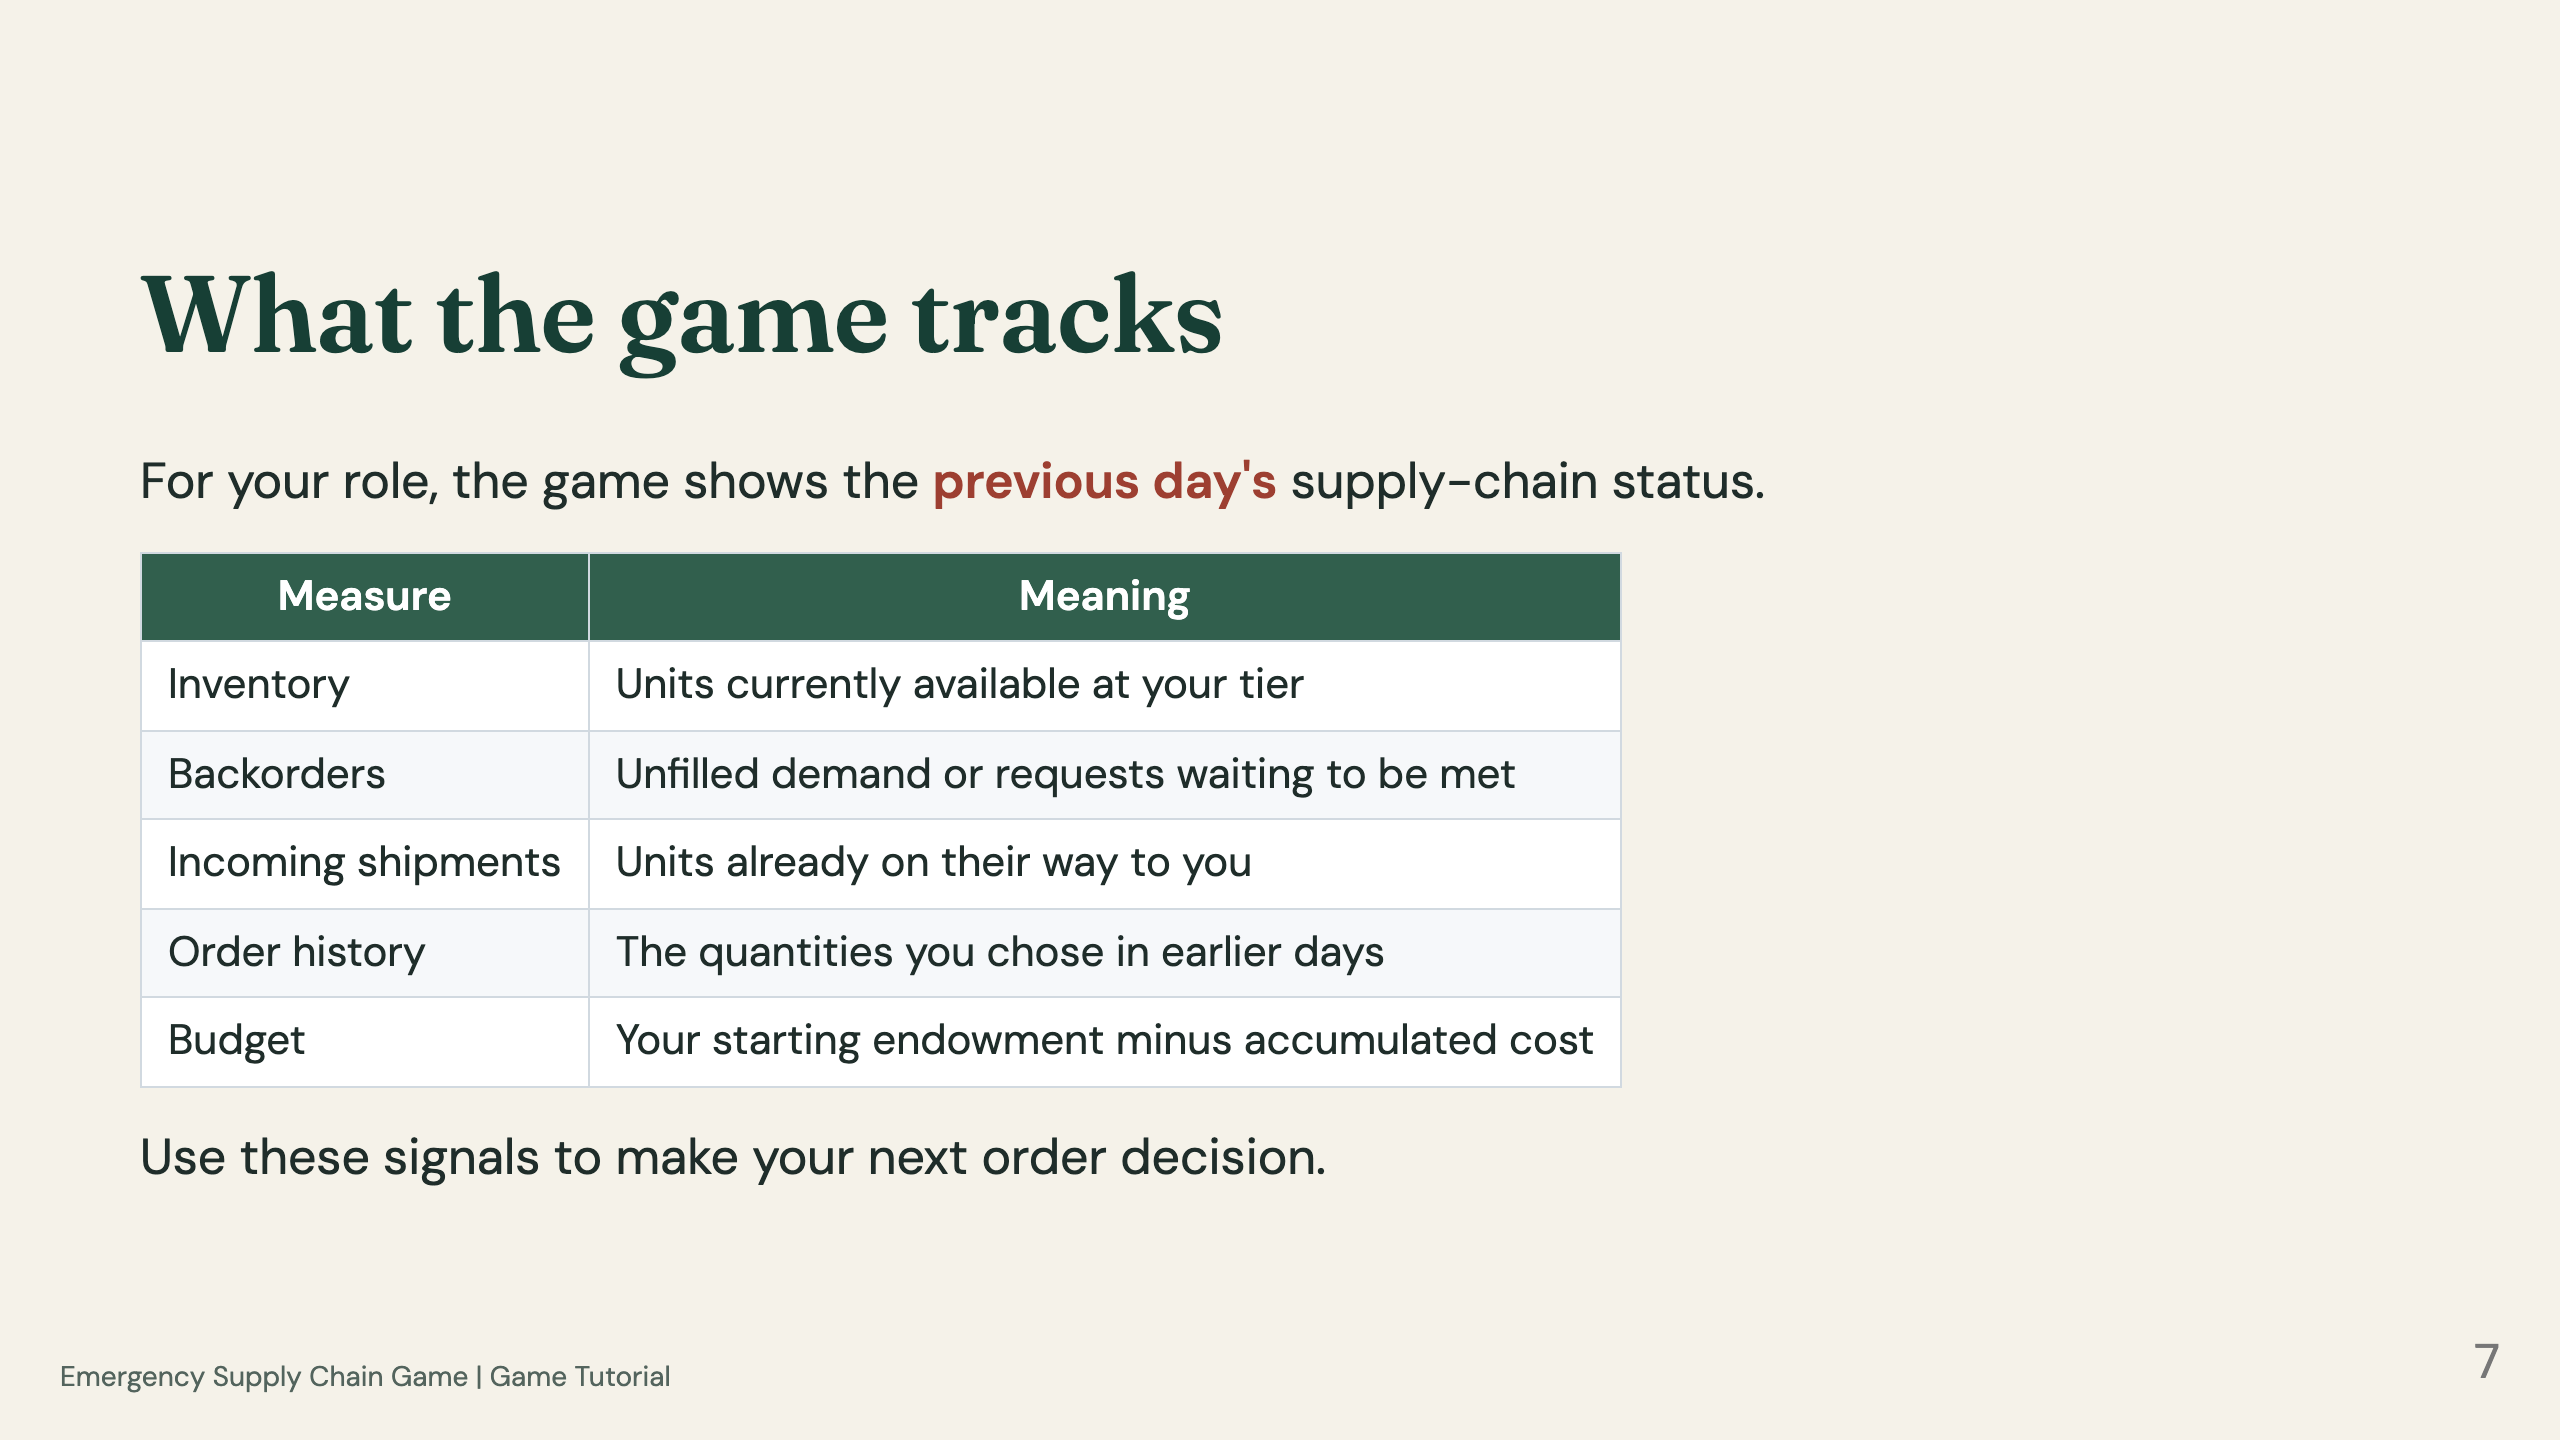 What the game tracks
For your role, the game shows the previous day's supply-chain status.
Measure Meaning
Inventory Units currently available at your tier
Backorders Unfilled demand or requests waiting to be met
Incoming shipments Units already on their way to you
Order history The quantities you chose in earlier days
Budget Your starting endowment minus accumulated cost
Use these signals to make your next order decision.
Emergency Supply Chain Game | Game Tutorial
7